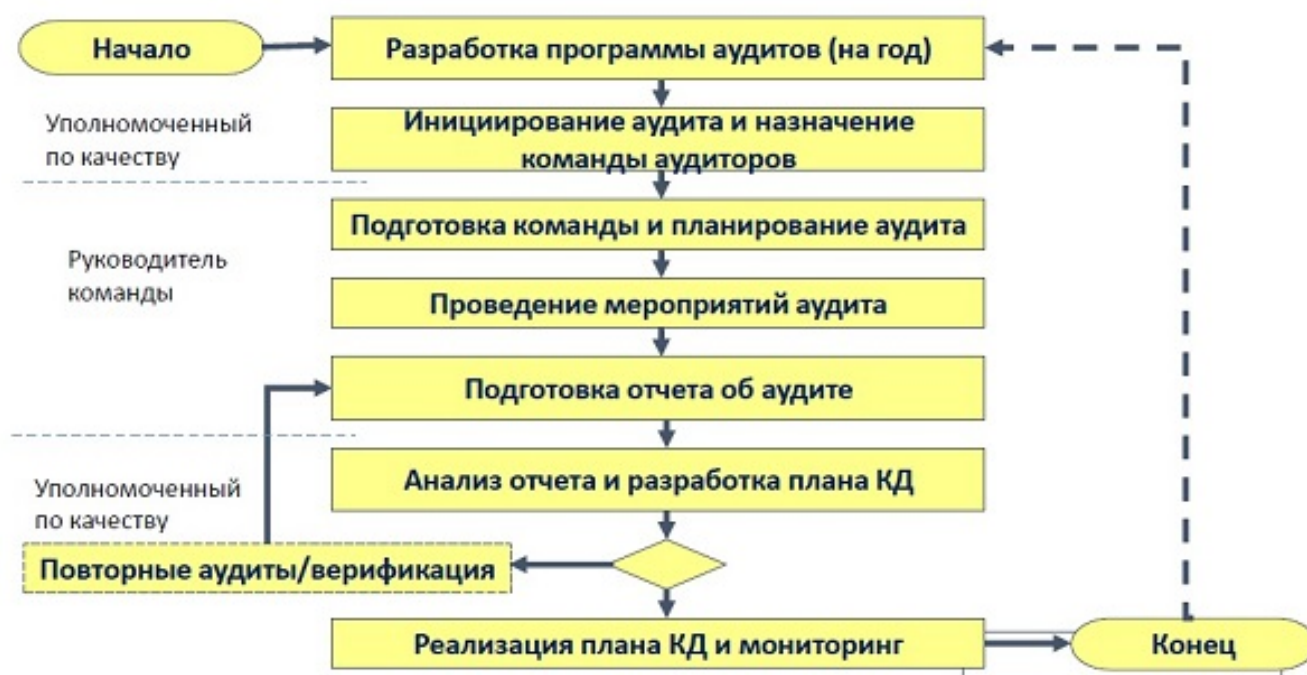 Начало
Разработка программы аудитов (на год)
Уполномоченный
по качеству
Инициирование аудита и назначение
команды аудиторов
Подготовка команды и планирование аудита
Руководитель
команды
Проведение мероприятий аудита
Подготовка отчета об аудите
Анализ отчета и разработка плана КД
Уполномоченный
по качеству
Повторные аудиты/верификация
Реализация плана КД и мониторинг
Конец